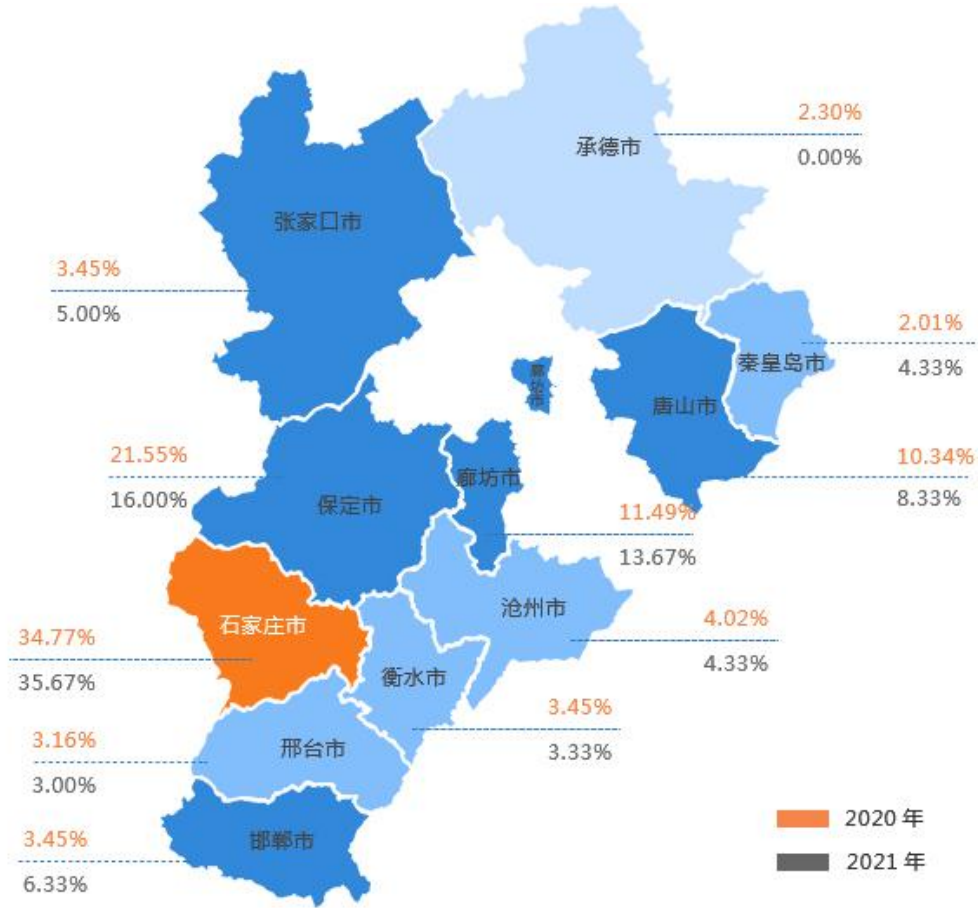 2.30%
承德市
0.00%
张家口市
3.45%
5.00%
2.01%
秦皇岛市
4.33%
廊坊市
唐山市
10.34%
8.33%
21.55%
16.00%
保定市
廊坊市
11.49%
13.67%
石家庄市
34.77%
35.67%
沧州市
4.02%
4.33%
衡水市
3.45%
3.33%
3.16%
邢台市
3.00%
3.45%
邯郸市
6.33%
2020 年
2021 年